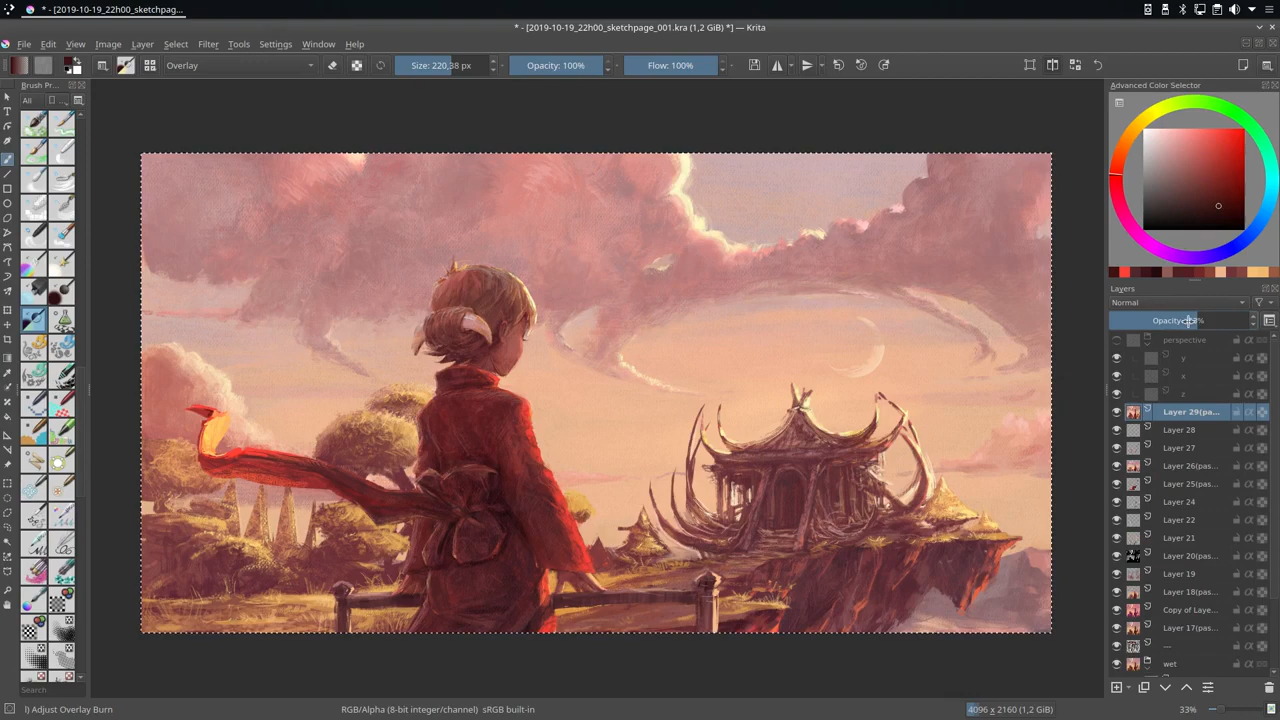 * - [2019-10-19_22h00_sketchpag...
* - [2019-10-19_22h00_sketchpage_001.kra (1,2 GiB) *] — Krita
File Edit View Image Layer Select Filter Tools Settings Window Help
Overlay Size: 220,38 px Opacity: 100% Flow: 100%
Brush Pr...
All
Search
Advanced Color Selector
Layers
Normal
Opacity:
perspective
y
x
z
Layer 29(pa...
Layer 28
Layer 27
Layer 26(pas...
Layer 25(pas...
Layer 24
Layer 22
Layer 21
Layer 20(pas...
Layer 19
Layer 18(pas...
Copy of Laye...
Layer 17(pas...
---
wet
l) Adjust Overlay Burn RGB/Alpha (8-bit integer/channel) sRGB built-in 4096 x 2160 (1,2 GiB) 33%